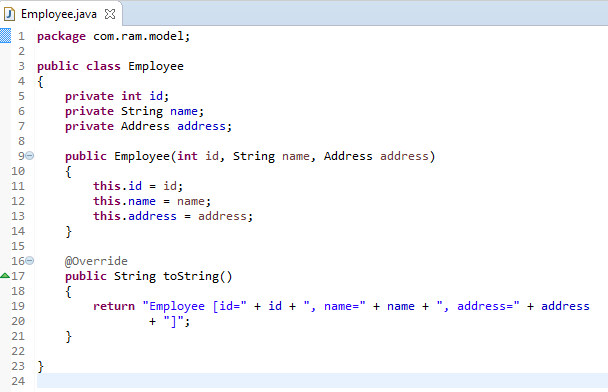 Employee.java
1 package com.ram.model;
2
3 public class Employee
4 {
5     private int id;
6     private String name;
7     private Address address;
8
9     public Employee(int id, String name, Address address)
10     {
11         this.id = id;
12         this.name = name;
13         this.address = address;
14     }
15
16     @Override
17     public String toString()
18     {
19         return "Employee [id=" + id + ", name=" + name + ", address=" + address
20                 + "]";
21     }
22
23 }
24